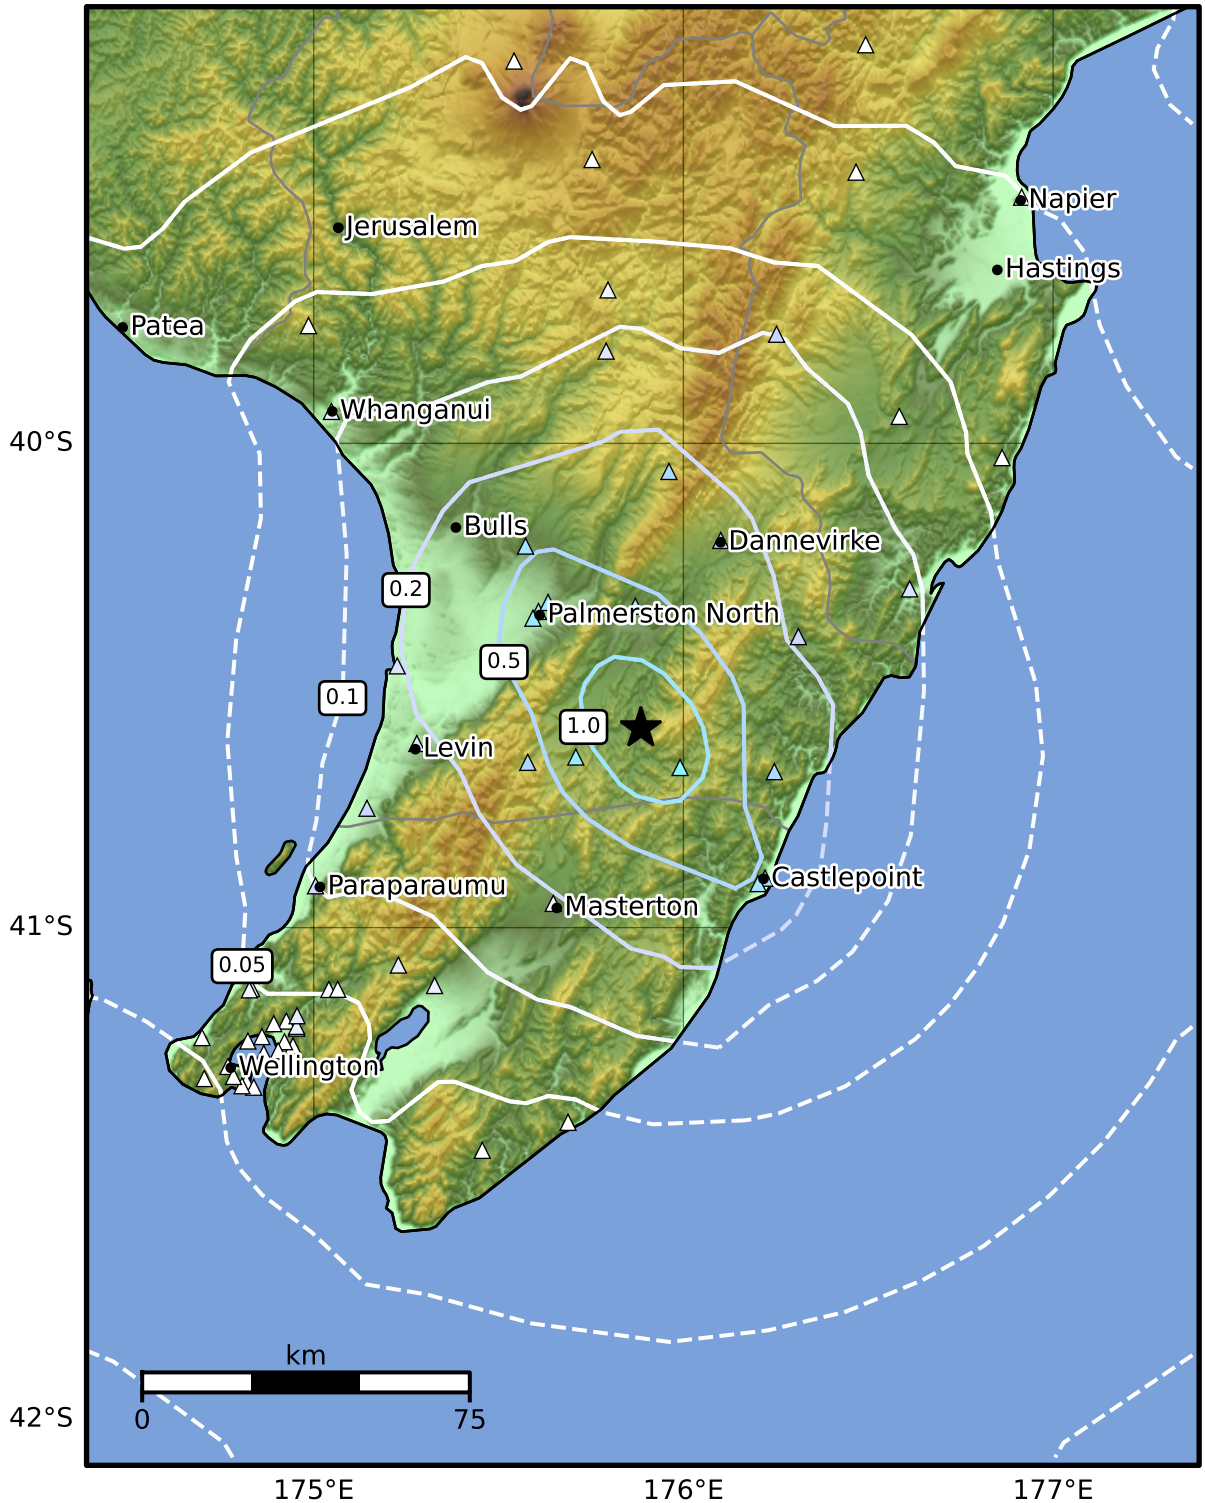 Napier
Jerusalem
Hastings
Patea
Whanganui
40°S
Bulls
Dannevirke
0.2
Palmerston North
0.5
0.1
1.0
Levin
Castlepoint
Paraparaumu
Masterton
41°S
0.05
Wellington
km
0 75
42°S
175°E 176°E 177°E